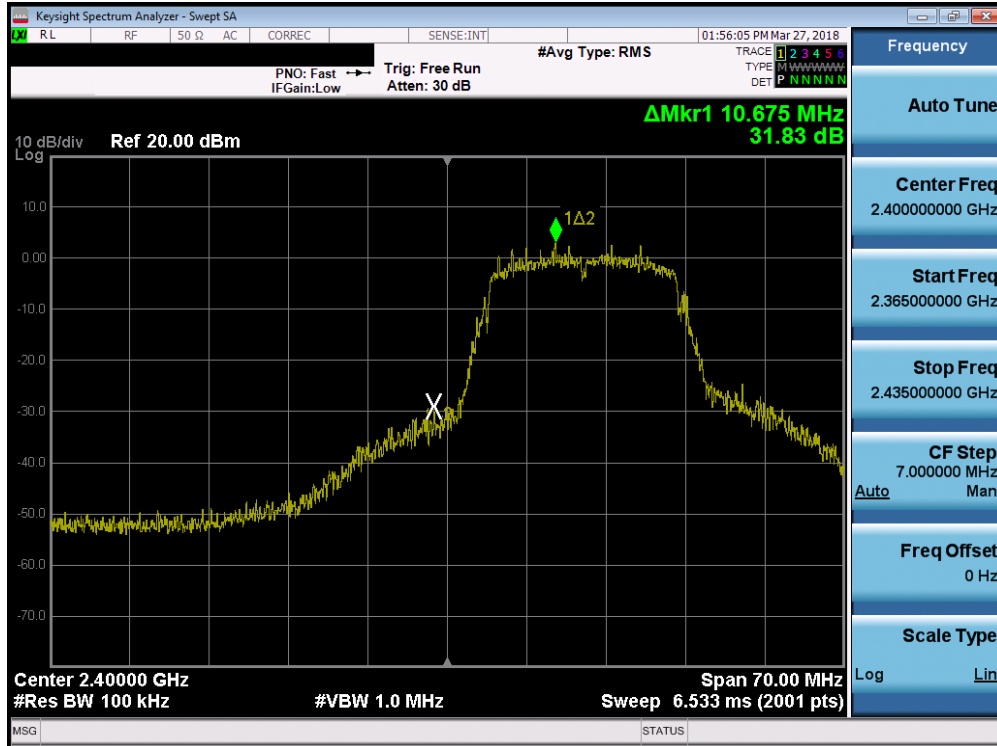 Keysight Spectrum Analyzer - Swept SA
LXI RL RF 50 Ω AC CORREC SENSE:INT 01:56:05 PM Mar 27, 2018
PNO: Fast
IFGain:Low
Trig: Free Run
Atten: 30 dB
#Avg Type: RMS
TRACE 1 2 3 4 5 6
TYPE M WWWWW
DET P N N N N N
ΔMkr1 10.675 MHz
31.83 dB
10 dB/div Ref 20.00 dBm
Log
10.0
0.00
-10.0
-20.0
-30.0
-40.0
-50.0
-60.0
-70.0
1Δ2
X
Center 2.40000 GHz Span 70.00 MHz
#Res BW 100 kHz #VBW 1.0 MHz Sweep 6.533 ms (2001 pts)
MSG STATUS
Frequency
Auto Tune
Center Freq
2.400000000 GHz
Start Freq
2.365000000 GHz
Stop Freq
2.435000000 GHz
CF Step
7.000000 MHz
Auto Man
Freq Offset
0 Hz
Scale Type
Log Lin